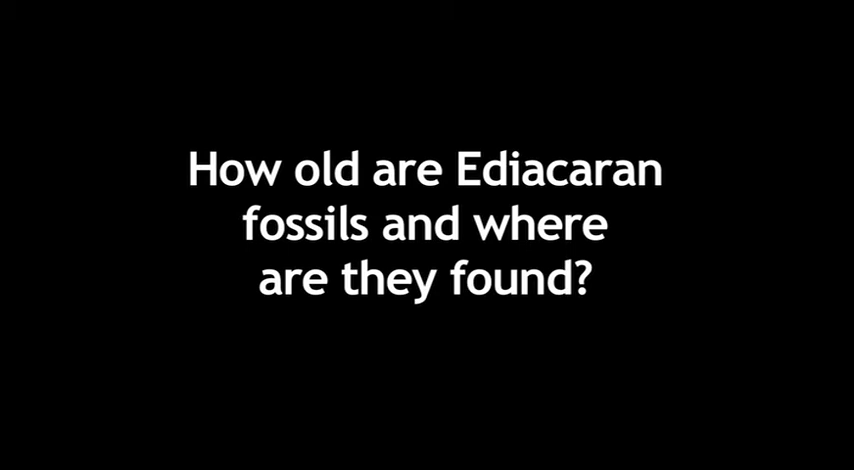 How old are Ediacaran
fossils and where
are they found?